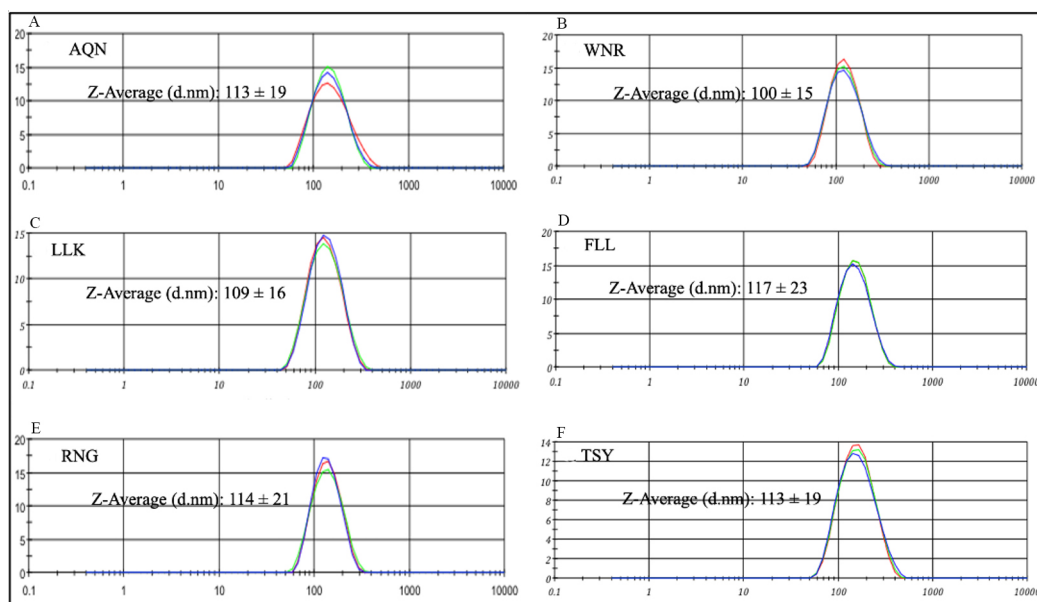 A
AQN
Z-Average (d.nm): 113 ± 19
20
15
10
5
0
0.1 1 10 100 1000 10000
B
WNR
Z-Average (d.nm): 100 ± 15
20
15
10
5
0
0.1 1 10 100 1000 10000
C
LLK
Z-Average (d.nm): 109 ± 16
15
10
5
0
0.1 1 10 100 1000 10000
D
FLL
Z-Average (d.nm): 117 ± 23
20
15
10
5
0
0.1 1 10 100 1000 10000
E
RNG
Z-Average (d.nm): 114 ± 21
20
15
10
5
0
0.1 1 10 100 1000 10000
F
TSY
Z-Average (d.nm): 113 ± 19
14
12
10
8
6
4
2
0
0.1 1 10 100 1000 10000